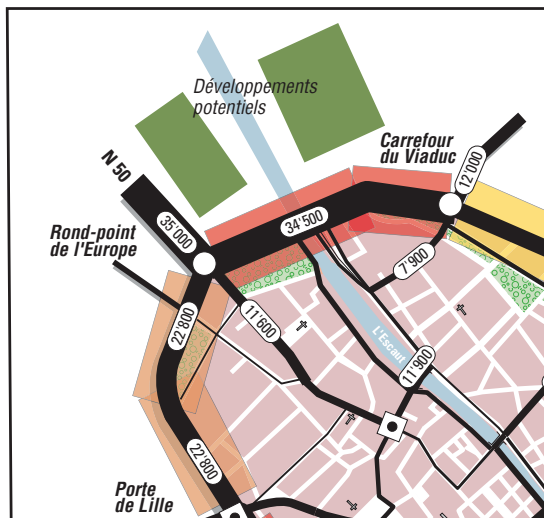 Développements
potentiels
Carrefour
du Viaduc
N 50
12'000
Rond-point
de l'Europe
35'000
34'500
7'900
22'800
11'600
L'Escaut
11'900
22'800
Porte
de Lille